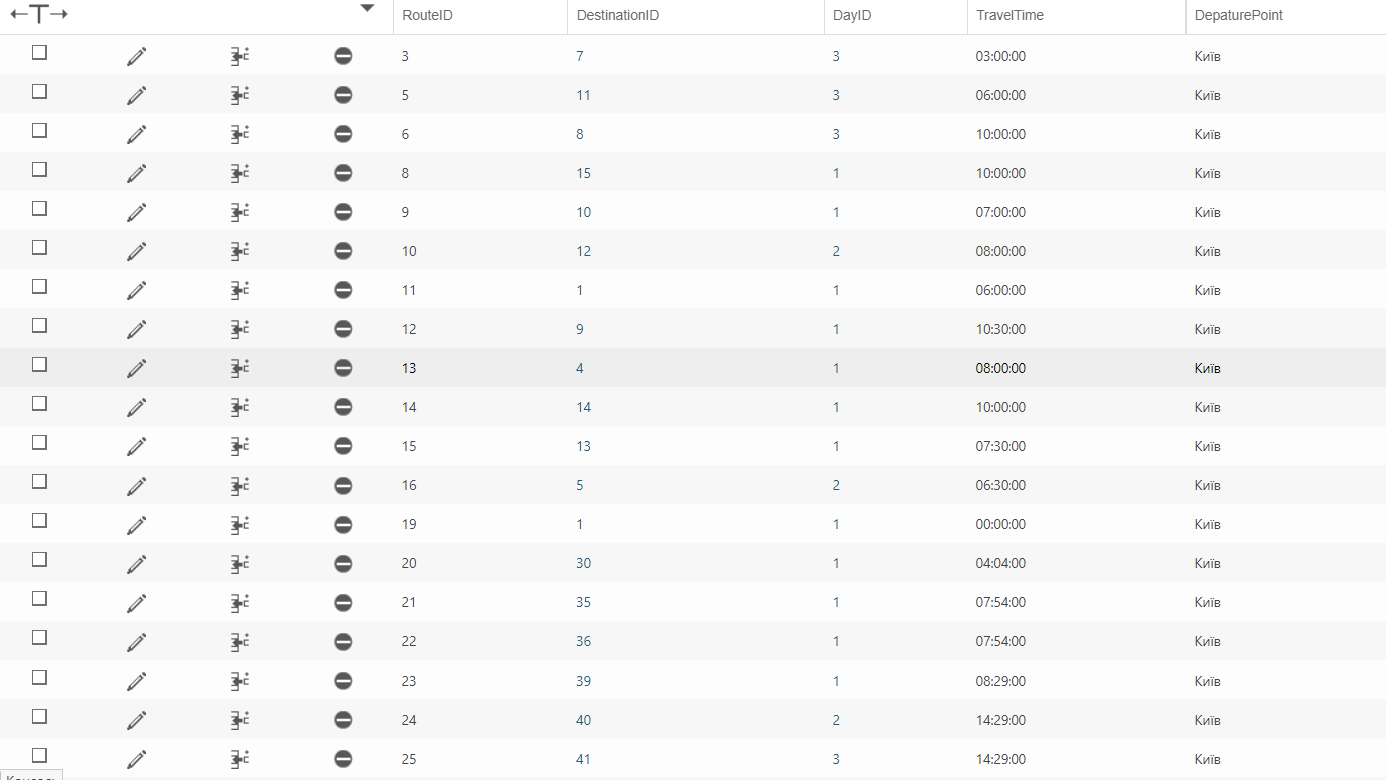 RouteID DestinationID DayID TravelTime DepaturePoint
3 7 3 03:00:00 Київ
5 11 3 06:00:00 Київ
6 8 3 10:00:00 Київ
8 15 1 10:00:00 Київ
9 10 1 07:00:00 Київ
10 12 2 08:00:00 Київ
11 1 1 06:00:00 Київ
12 9 1 10:30:00 Київ
13 4 1 08:00:00 Київ
14 14 1 10:00:00 Київ
15 13 1 07:30:00 Київ
16 5 2 06:30:00 Київ
19 1 1 00:00:00 Київ
20 30 1 04:04:00 Київ
21 35 1 07:54:00 Київ
22 36 1 07:54:00 Київ
23 39 1 08:29:00 Київ
24 40 2 14:29:00 Київ
25 41 3 14:29:00 Київ